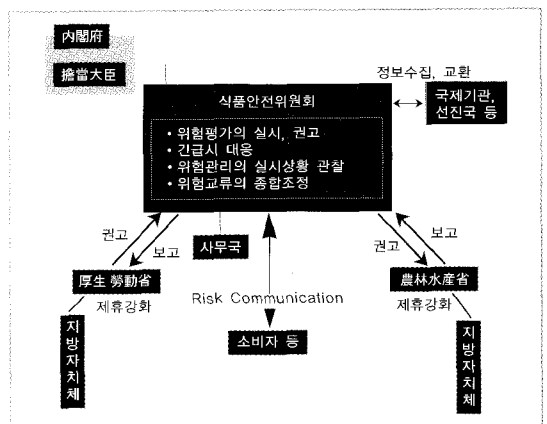 内閣府
擔當大臣
식품안전위원회
• 위험평가의 실시, 권고
• 긴급시 대응
• 위험관리의 실시상황 관찰
• 위험교류의 종합조정
정보수집, 교환
국제기관,
선진국 등
권고
보고
사무국
권고
보고
厚生 勞動省
제휴강화
Risk Communication
農林水産省
제휴강화
지방자치체
소비자 등
지방자치체